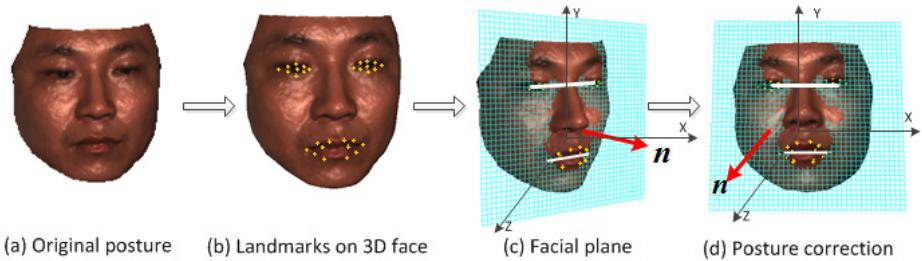 Y
X
n
Z
Y
X
n
Z
(a) Original posture
(b) Landmarks on 3D face
(c) Facial plane
(d) Posture correction